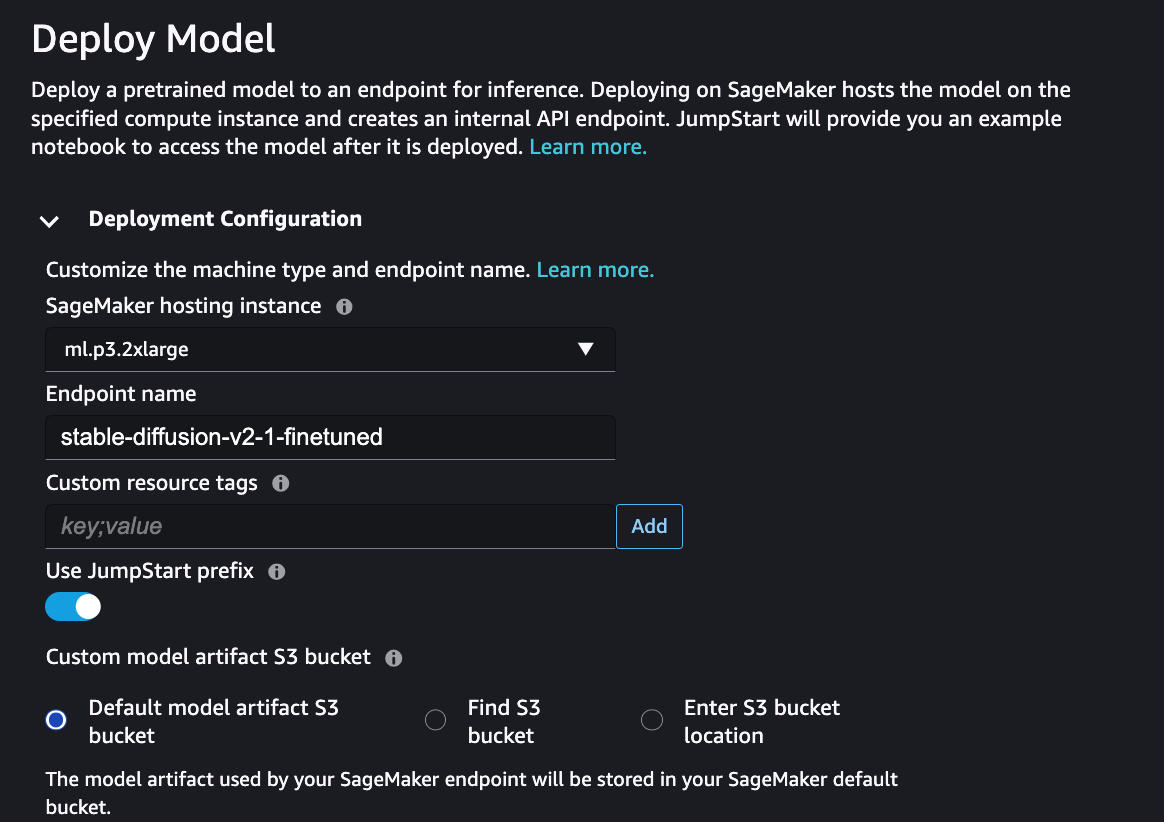 Deploy Model
Deploy a pretrained model to an endpoint for inference. Deploying on SageMaker hosts the model on the
specified compute instance and creates an internal API endpoint. JumpStart will provide you an example
notebook to access the model after it is deployed. Learn more.
Deployment Configuration
Customize the machine type and endpoint name. Learn more.
SageMaker hosting instance
ml.p3.2xlarge
Endpoint name
stable-diffusion-v2-1-finetuned
Custom resource tags
key;value
Add
Use JumpStart prefix
Custom model artifact S3 bucket
Default model artifact S3
bucket
Find S3
bucket
Enter S3 bucket
location
The model artifact used by your SageMaker endpoint will be stored in your SageMaker default
bucket.